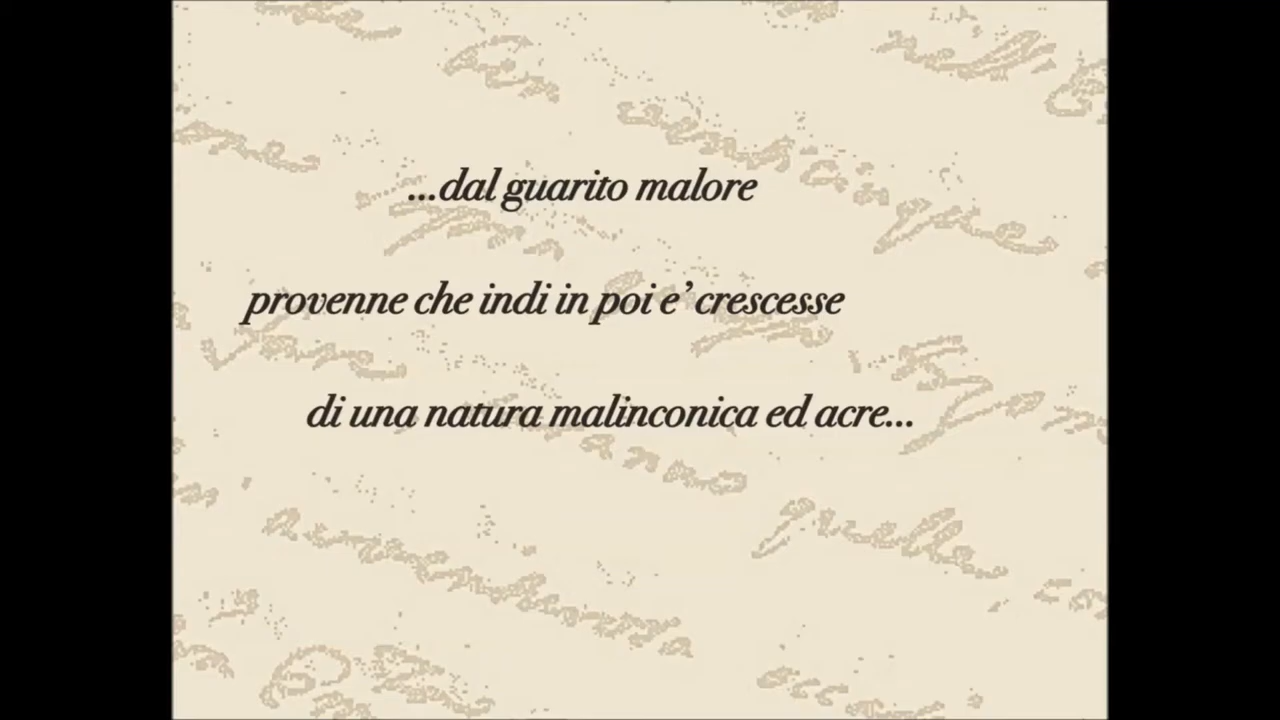 ...dal guarito malore
provenne che indi in poi e' crescesse
di una natura malinconica ed acre...